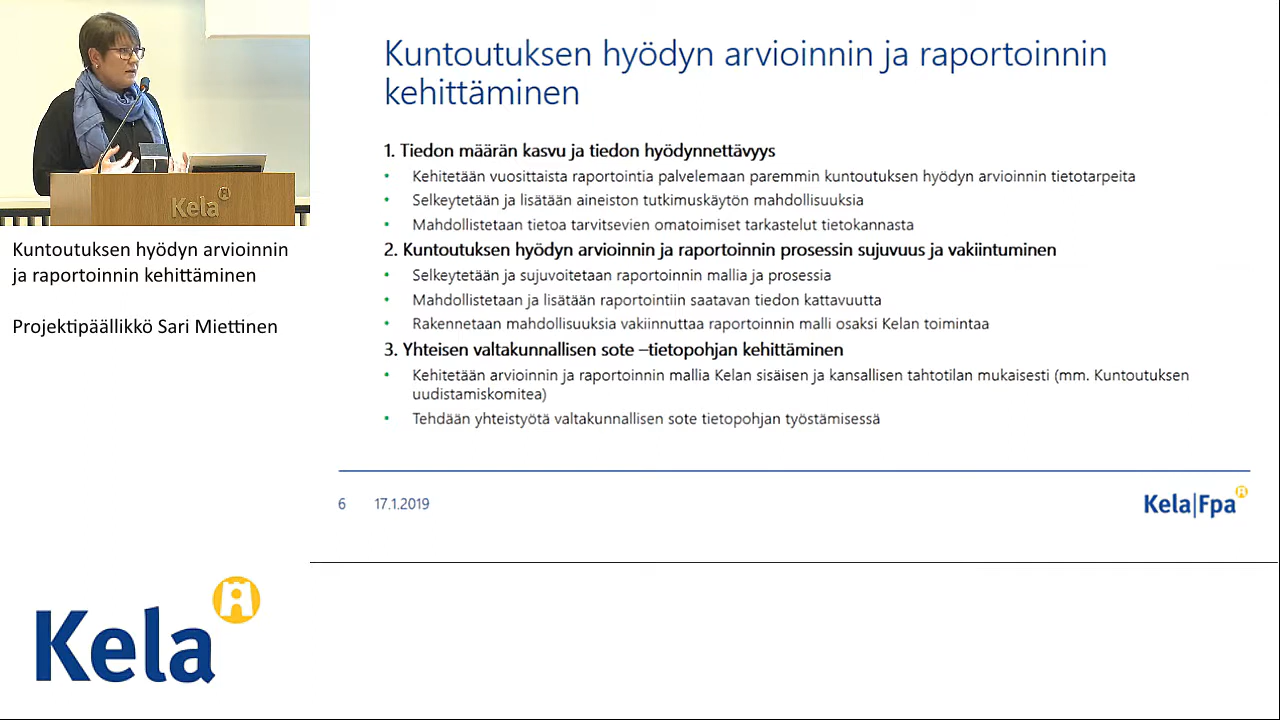 Kela
Kuntoutuksen hyödyn arvioinnin
ja raportoinnin kehittäminen
Projektipäällikkö Sari Miettinen
Kuntoutuksen hyödyn arvioinnin ja raportoinnin
kehittäminen
1. Tiedon määrän kasvu ja tiedon hyödynnettävyys
• Kehitetään vuosittaista raportointia palvelemaan paremmin kuntoutuksen hyödyn arvioinnin tietotarpeita
• Selkeytetään ja lisätään aineiston tutkimuskäytön mahdollisuuksia
• Mahdollistetaan tietoa tarvitsevien omatoimiset tarkastelut tietokannasta
2. Kuntoutuksen hyödyn arvioinnin ja raportoinnin prosessin sujuvuus ja vakiintuminen
• Selkeytetään ja sujuvoitetaan raportoinnin mallia ja prosessia
• Mahdollistetaan ja lisätään raportointiin saatavan tiedon kattavuutta
• Rakennetaan mahdollisuuksia vakiinnuttaa raportoinnin malli osaksi Kelan toimintaa
3. Yhteisen valtakunnallisen sote –tietopohjan kehittäminen
• Kehitetään arvioinnin ja raportoinnin mallia Kelan sisäisen ja kansallisen tahtotilan mukaisesti (mm. Kuntoutuksen
uudistamiskomitea)
• Tehdään yhteistyötä valtakunnallisen sote tietopohjan työstämisessä
6 17.1.2019
Kela|Fpa
Kela